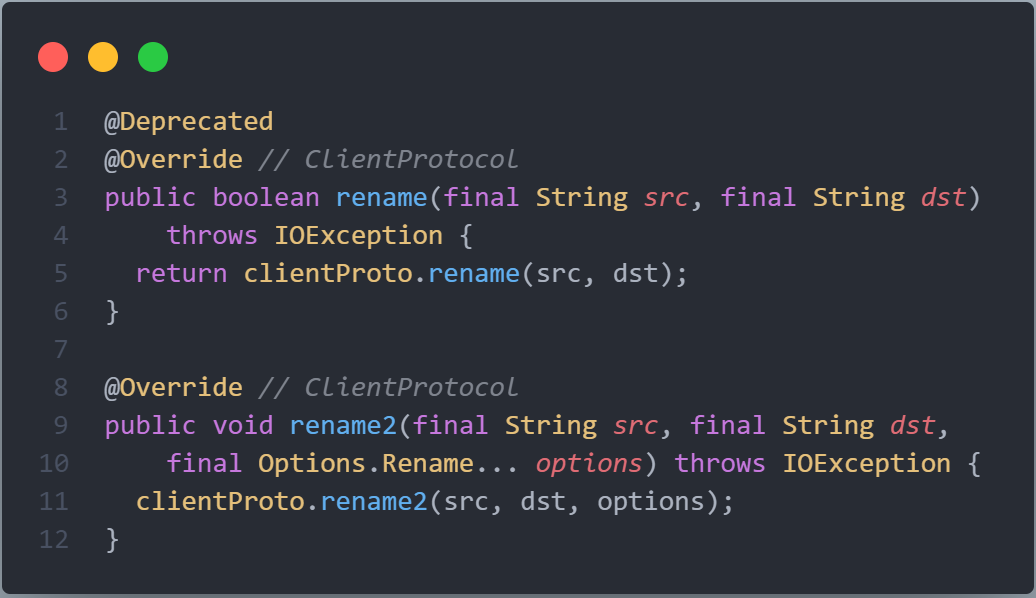 1 @Deprecated
2 @Override // ClientProtocol
3 public boolean rename(final String src, final String dst)
4     throws IOException {
5   return clientProto.rename(src, dst);
6 }
7
8 @Override // ClientProtocol
9 public void rename2(final String src, final String dst,
10     final Options.Rename... options) throws IOException {
11   clientProto.rename2(src, dst, options);
12 }